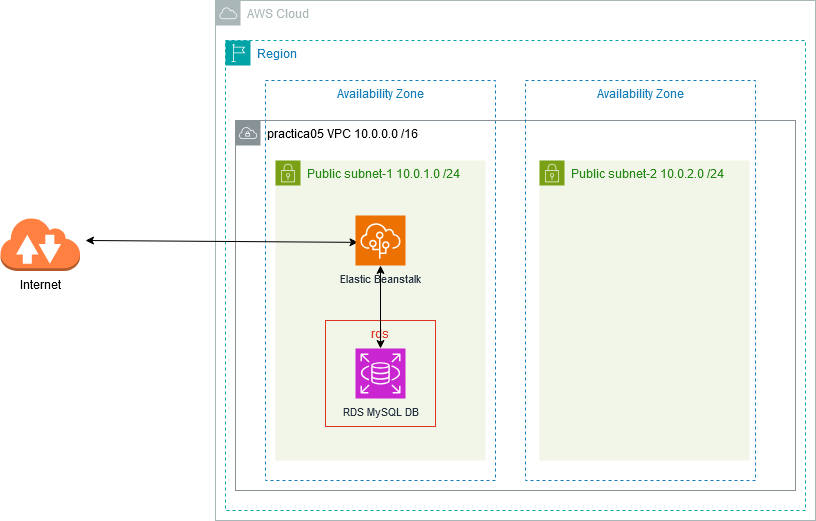 AWS Cloud
Region
Availability Zone
Availability Zone
practica05 VPC 10.0.0.0 /16
Public subnet-1 10.0.1.0 /24
Public subnet-2 10.0.2.0 /24
Internet
Elastic Beanstalk
rds
RDS MySQL DB